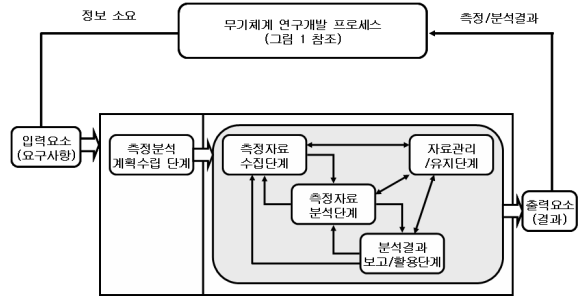 정보 소요
무기체계 연구개발 프로세스
(그림 1 참조)
측정/분석결과
입력요소
(요구사항)
측정분석
계획수립 단계
측정자료
수집단계
자료관리
/유지단계
측정자료
분석단계
분석결과
보고/활용단계
출력요소
(결과)